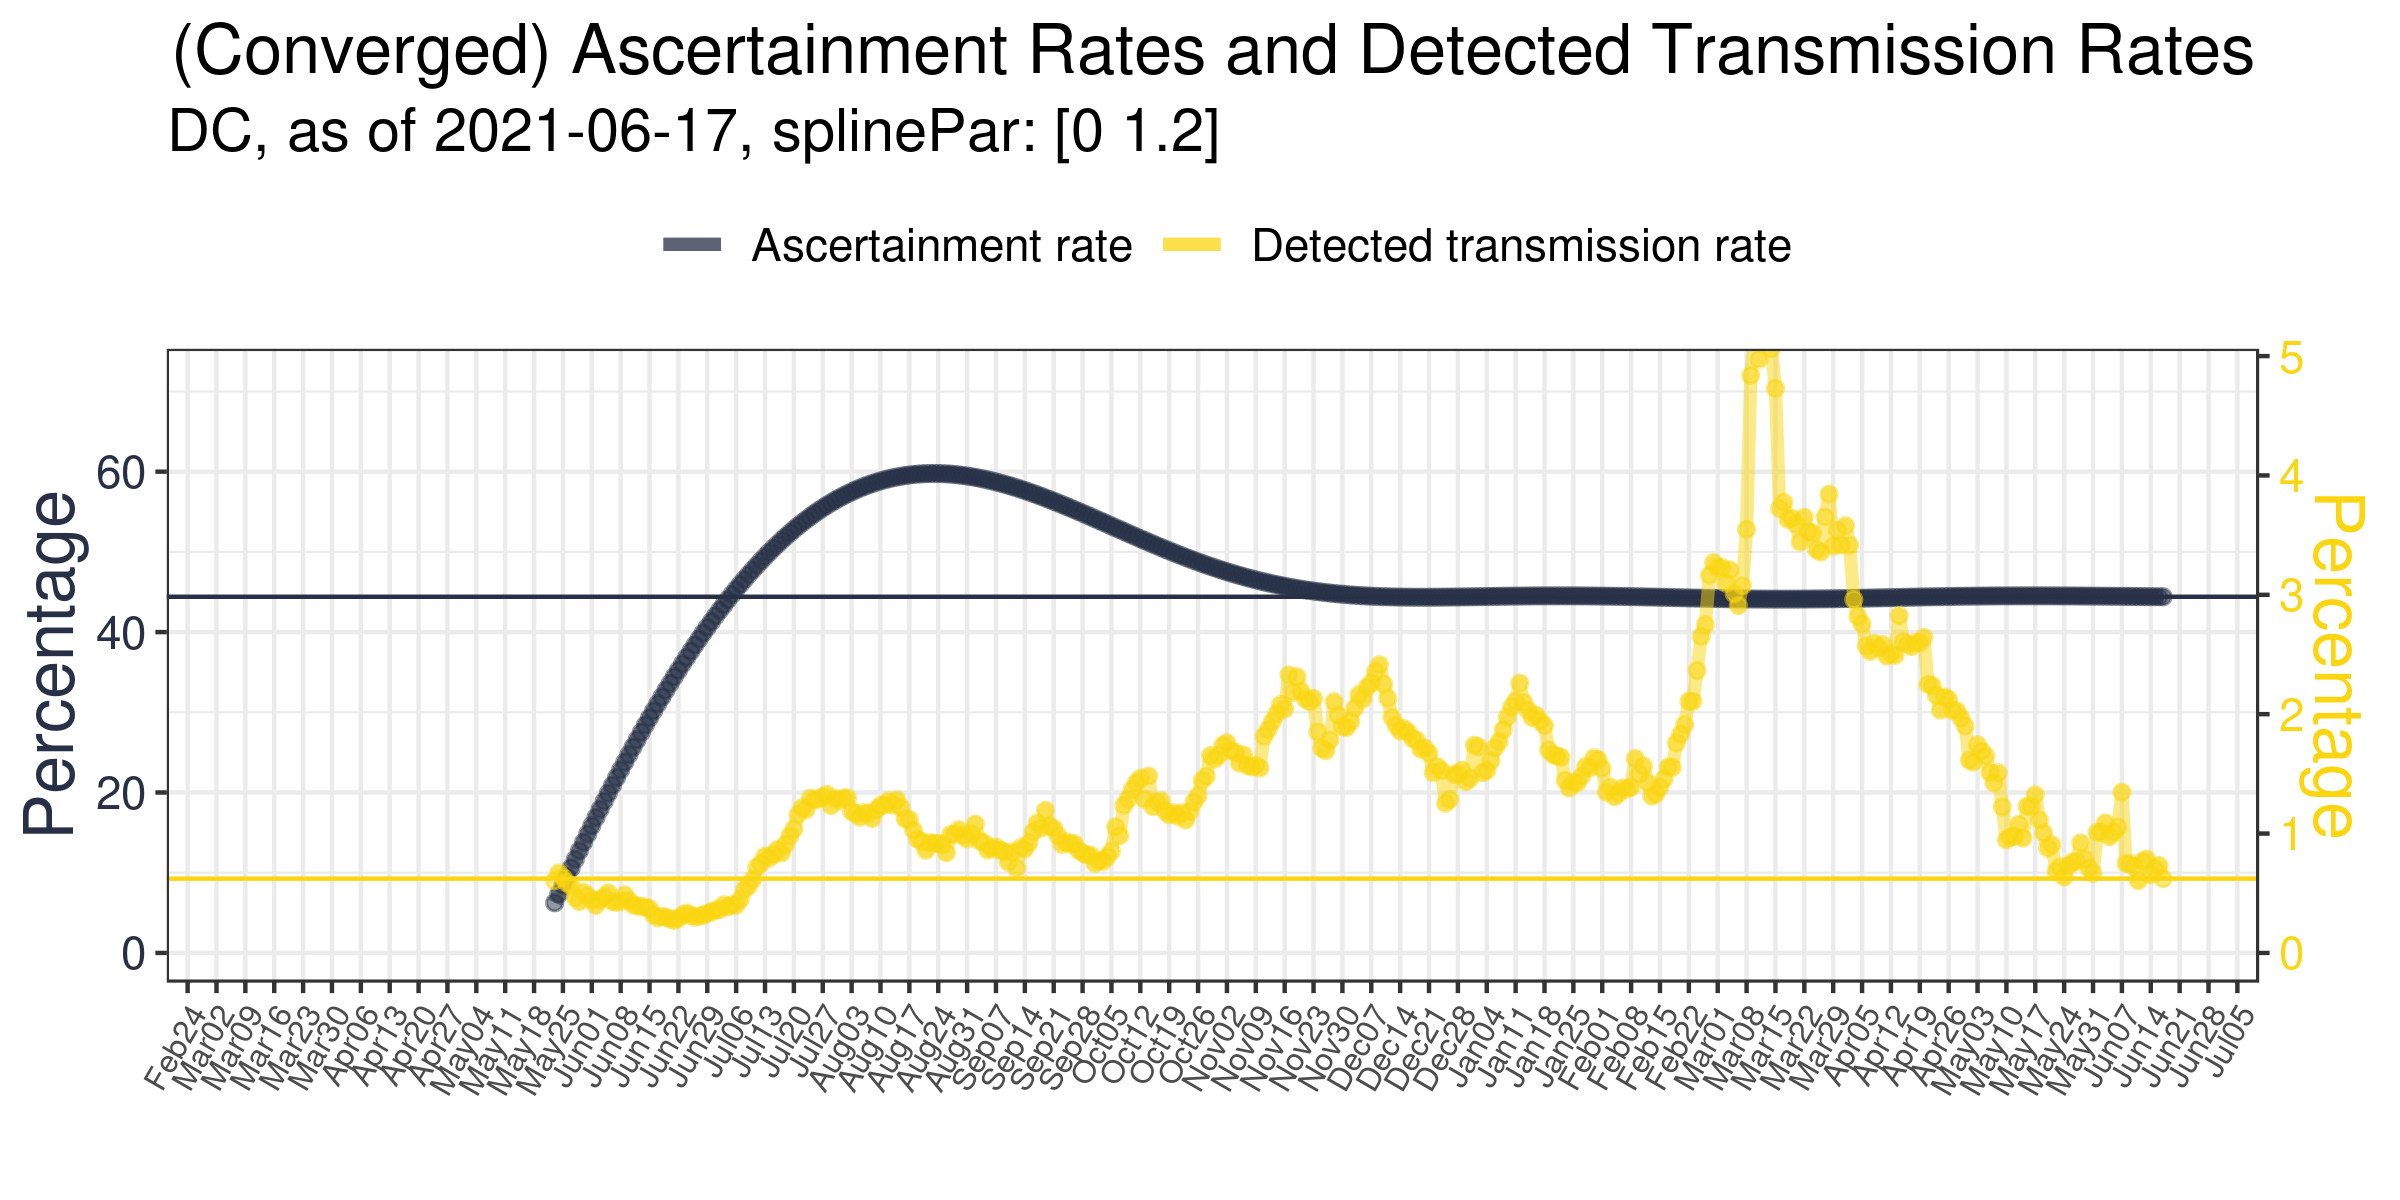 (Converged) Ascertainment Rates and Detected Transmission Rates
DC, as of 2021-06-17, splinePar: [0 1.2]
Ascertainment rate Detected transmission rate
Percentage
60
40
20
0
5
4
3
2
1
0
Percentage
Feb24 Mar02 Mar09 Mar16 Mar23 Mar30 Apr06 Apr13 Apr20 Apr27 May04 May11 May18 May25 Jun01 Jun08 Jun15 Jun22 Jun29 Jul06 Jul13 Jul20 Jul27 Aug03 Aug10 Aug17 Aug24 Aug31 Sep07 Sep14 Sep21 Sep28 Oct05 Oct12 Oct19 Oct26 Nov02 Nov09 Nov16 Nov23 Nov30 Dec07 Dec14 Dec21 Dec28 Jan04 Jan11 Jan18 Jan25 Feb01 Feb08 Feb15 Feb22 Mar01 Mar08 Mar15 Mar22 Mar29 Apr05 Apr12 Apr19 Apr26 May03 May10 May17 May24 May31 Jun07 Jun14 Jun21 Jun28 Jul05